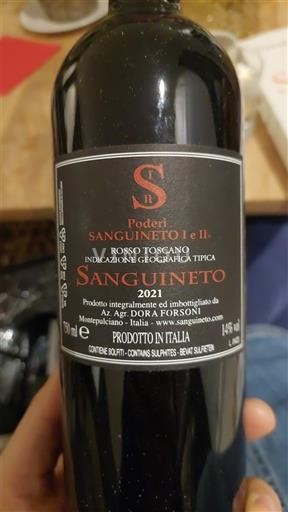 S
Poderi
SANGUINETO I e II®
ROSSO TOSCANO
INDICAZIONE GEOGRAFICA TIPICA
SANGUINETO
2021
Prodotto integralmente ed imbottigliato da
Az. Agr. DORA FORSONI
Montepulciano - Italia - www.sanguineto.com
750 ml e
PRODOTTO IN ITALIA
14% vol
CONTIENE SOLFITI - CONTAINS SULPHITES - BEVAT SULFIETEN